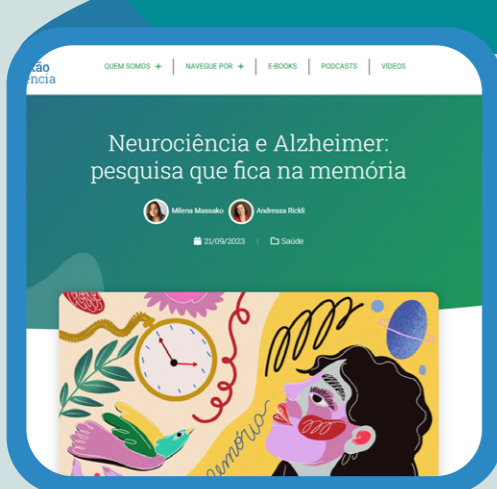 ão
ência
QUEM SOMOS + NAVEGUE POR + E-BOOKS PODCASTS VÍDEOS
Neurociência e Alzheimer:
pesquisa que fica na memória
Milena Massako Andressa Rickli
21/09/2023 Saúde
memória